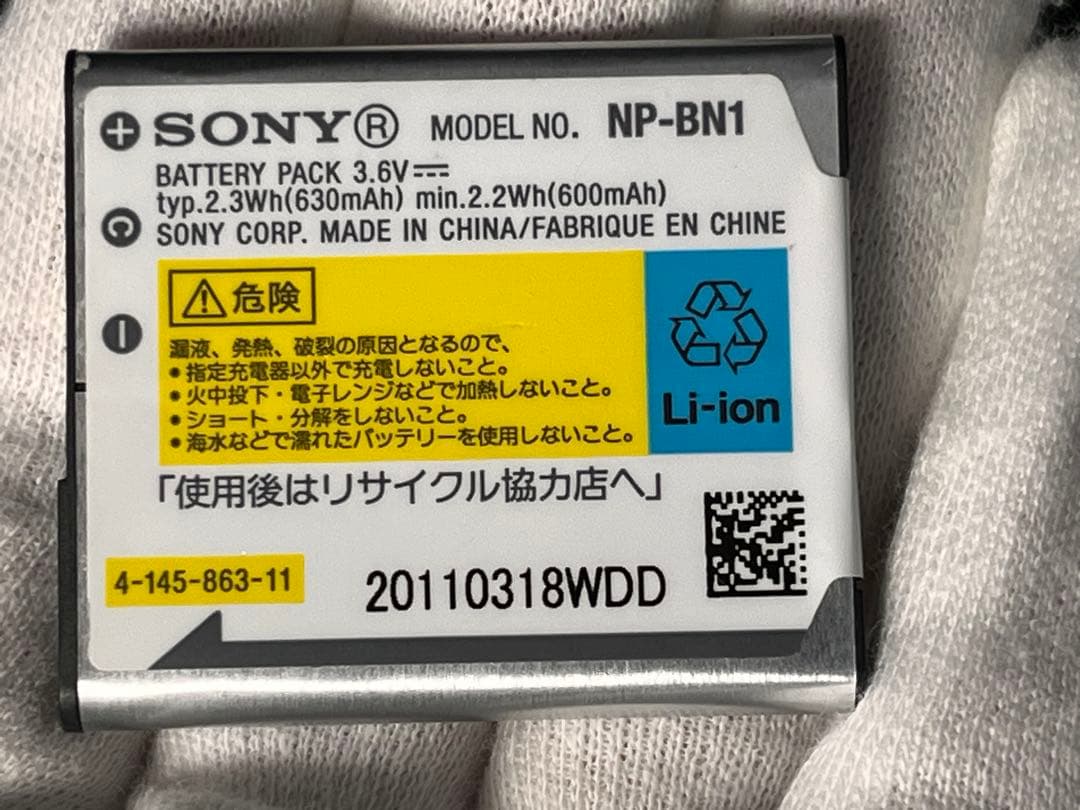 SONY® MODEL NO. NP-BN1
BATTERY PACK 3.6V
typ.2.3Wh(630mAh) min.2.2Wh(600mAh)
SONY CORP. MADE IN CHINA/FABRIQUE EN CHINE
⚠危険
漏液、発熱、破裂の原因となるので、
●指定充電器以外で充電しないこと。
●火中投下・電子レンジなどで加熱しないこと。
●ショート・分解をしないこと。
●海水などで濡れたバッテリーを使用しないこと。
Li-ion
「使用後はリサイクル協力店へ」
4-145-863-11
20110318WDD